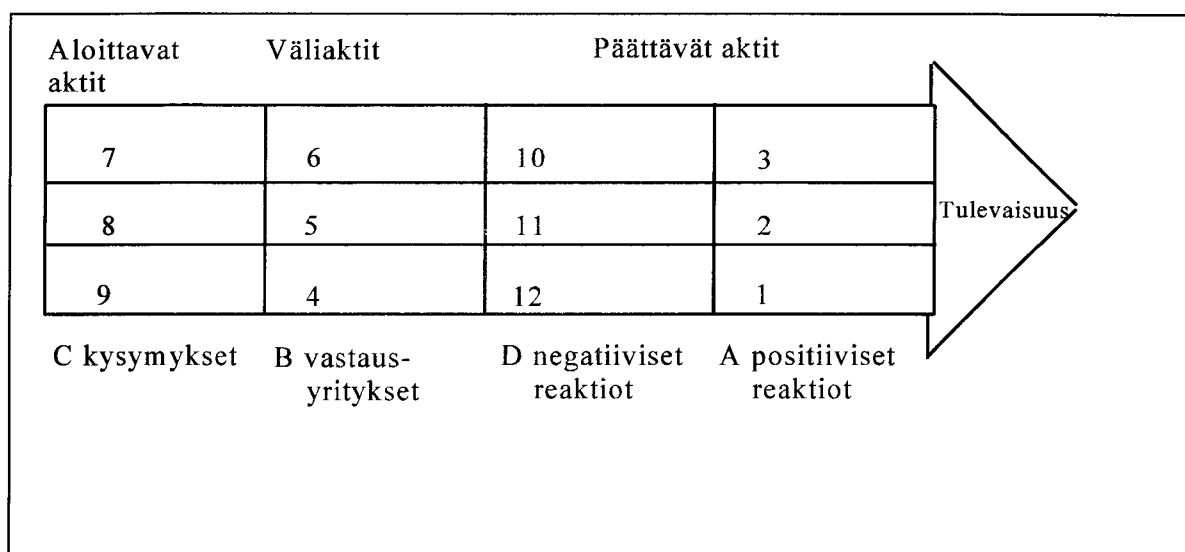 Aloittavat aktit Väliaktit Päättävät aktit
7 6 10 3
8 5 11 2
9 4 12 1
Tulevaisuus
C kysymykset B vastaus-yritykset D negatiiviset reaktiot A positiiviset reaktiot